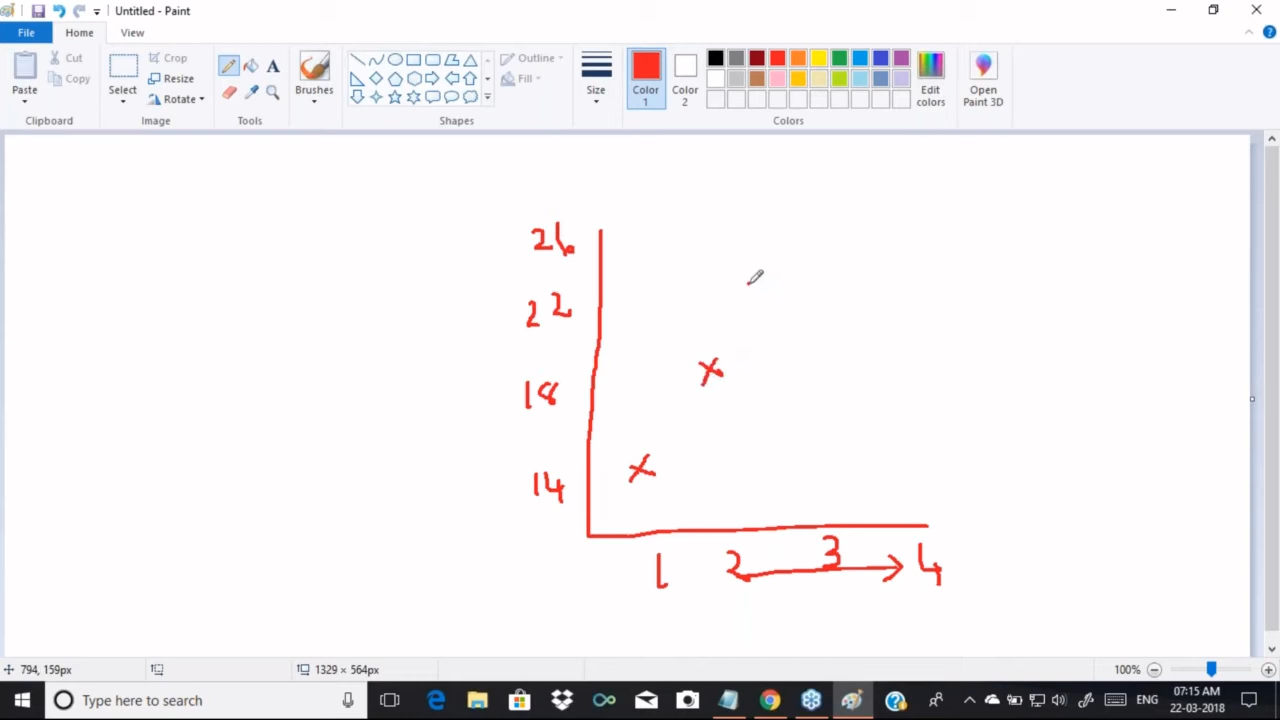 Untitled - Paint
File Home View
Paste
Cut
Copy
Clipboard
Select
Crop
Resize
Rotate
Image
A
Tools
Brushes
Outline
Fill
Shapes
Size
Color 1
Color 2
Edit colors
Colors
Open Paint 3D
26
22
18
14
1 2 3 4
794, 159px
1329 × 564px
100%
Type here to search
ENG
07:15 AM
22-03-2018